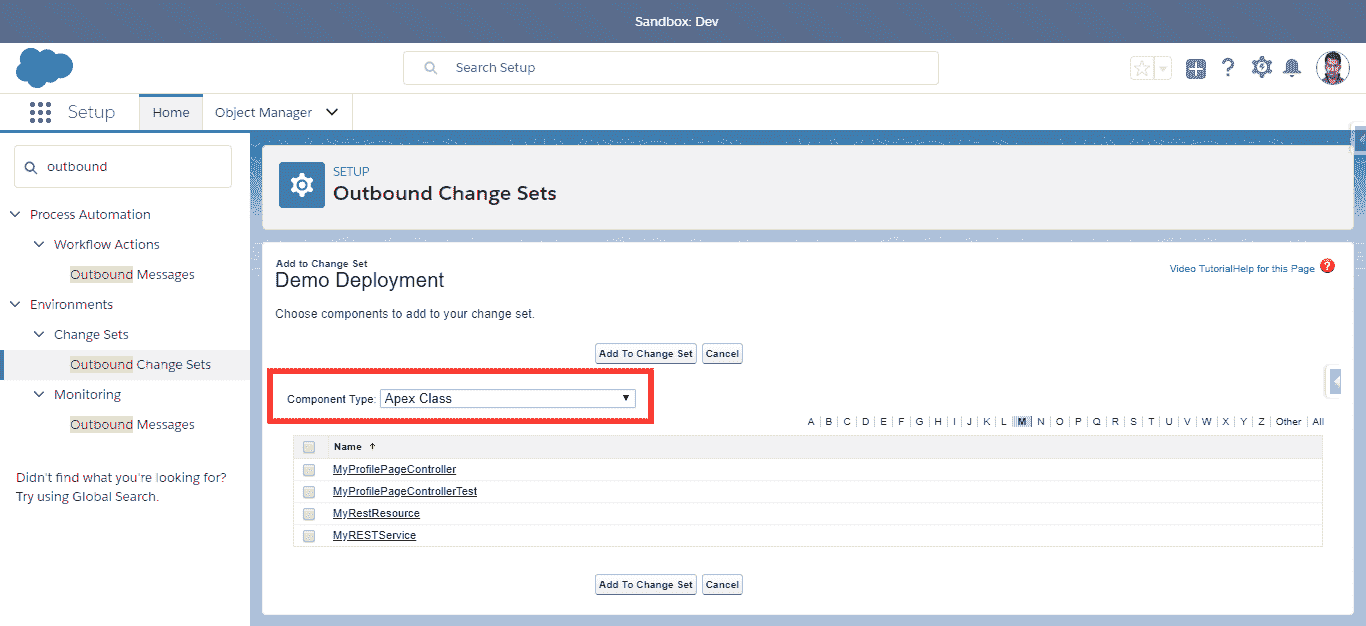 Sandbox: Dev
Search Setup
Setup
Home
Object Manager
outbound
Process Automation
Workflow Actions
Outbound Messages
Environments
Change Sets
Outbound Change Sets
Monitoring
Outbound Messages
Didn't find what you're looking for?
Try using Global Search.
SETUP
Outbound Change Sets
Add to Change Set
Demo Deployment
Video TutorialHelp for this Page ?
Choose components to add to your change set.
Add To Change Set Cancel
Component Type: Apex Class
A | B | C | D | E | F | G | H | I | J | K | L | M | N | O | P | Q | R | S | T | U | V | W | X | Y | Z | Other | All
Name ↑
MyProfilePageController
MyProfilePageControllerTest
MyRestResource
MyRESTService
Add To Change Set Cancel